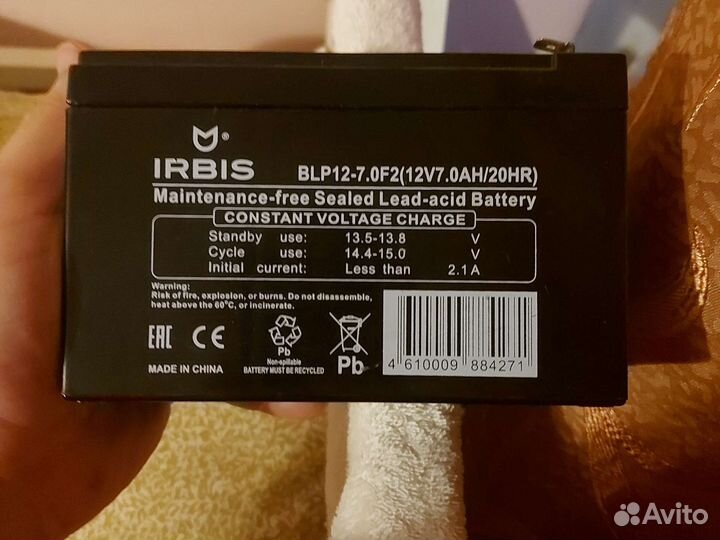 IRBIS ®
BLP12-7.0F2(12V7.0AH/20HR)
Maintenance-free Sealed Lead-acid Battery
CONSTANT VOLTAGE CHARGE
Standby use: 13.5-13.8 V
Cycle use: 14.4-15.0 V
Initial current: Less than 2.1A
Warning:
Risk of fire, explosion, or burns. Do not disassemble,
heat above the 60°C, or incinerate.
EAC CE
Pb
Non-spillable
BATTERY MUST BE RECYCLED
Pb
MADE IN CHINA
4 610009 884271
Avito